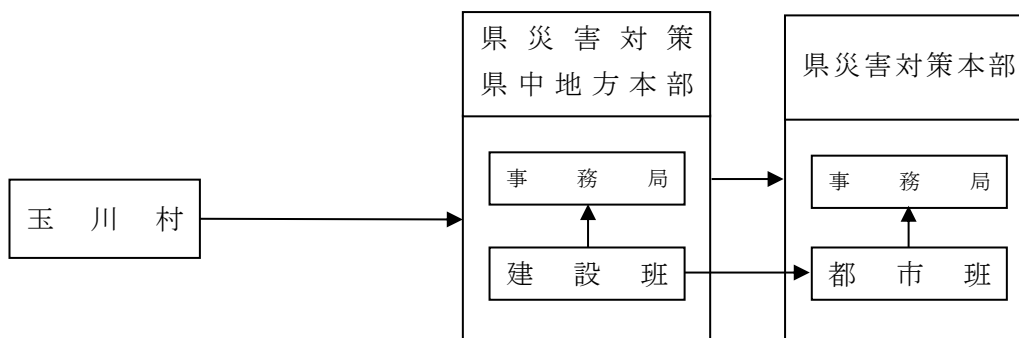 県災害対策
県中地方本部
県災害対策本部
事務局
事務局
玉川村
建設班
都市班